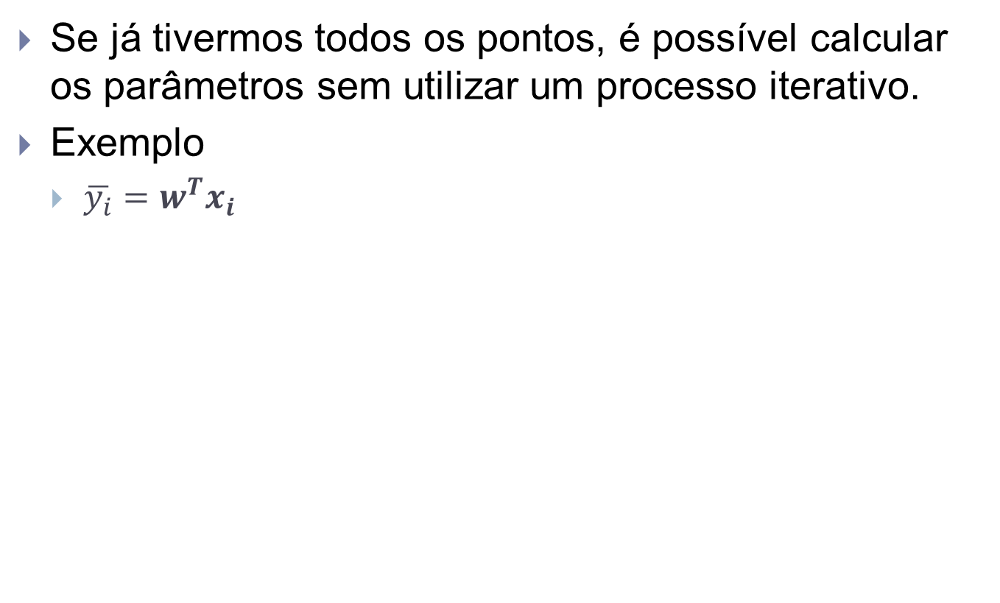 Se já tivermos todos os pontos, é possível calcular
os parâmetros sem utilizar um processo iterativo.
Exemplo
$\overline{y_i} = \boldsymbol{w}^{\boldsymbol{T}} \boldsymbol{x}_{\boldsymbol{i}}$